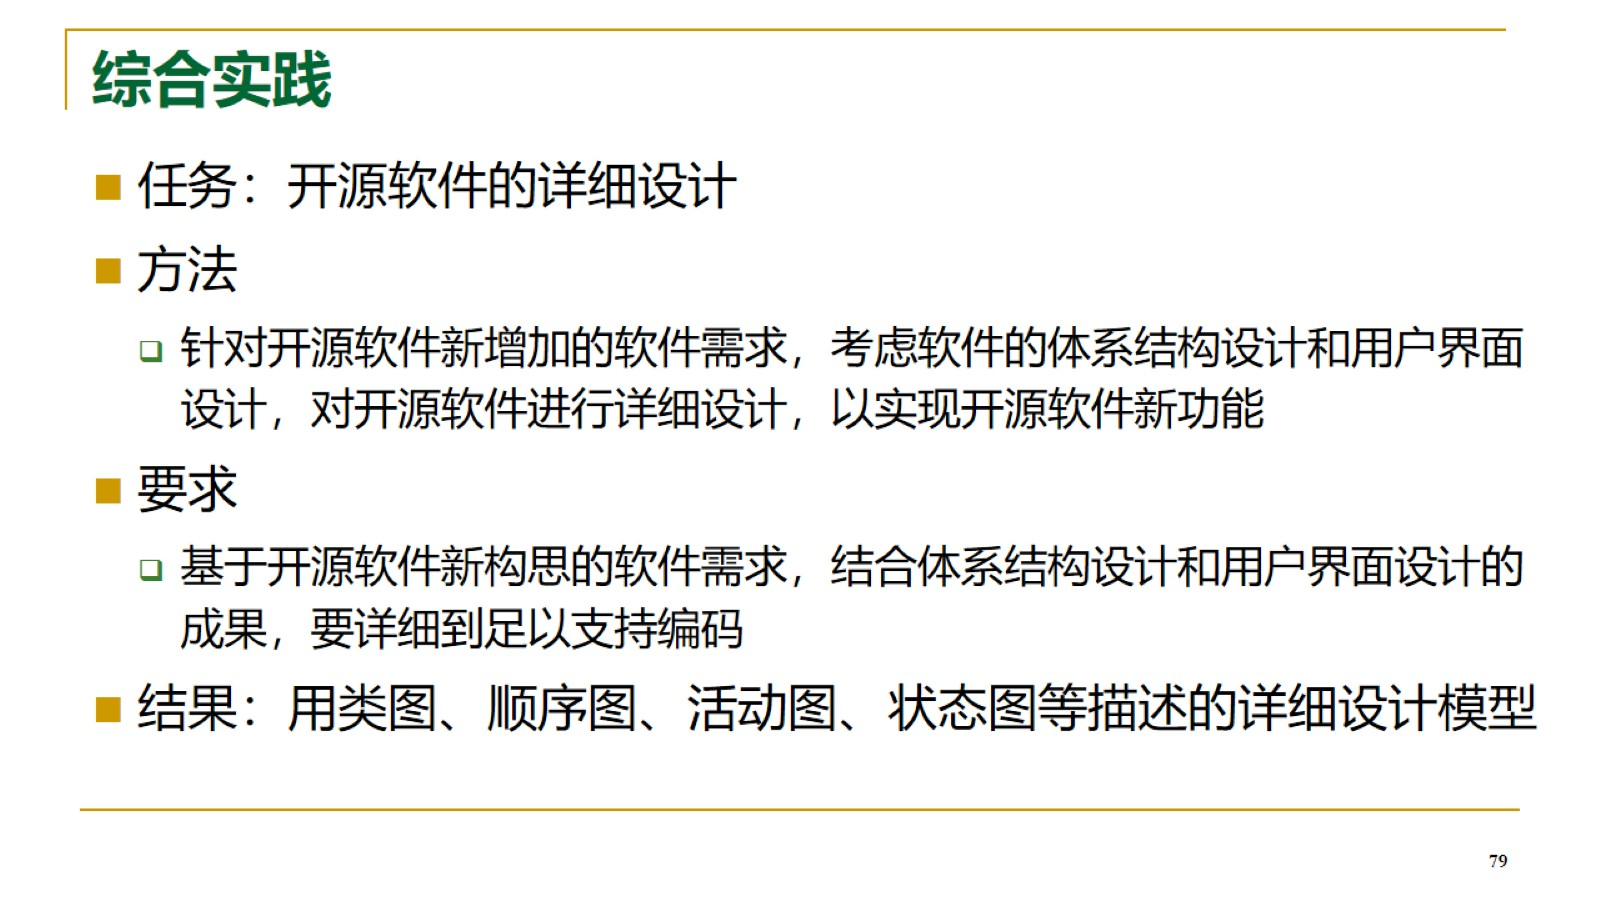 综合实践
任务：开源软件的详细设计
方法
针对开源软件新增加的软件需求，考虑软件的体系结构设计和用户界面
设计，对开源软件进行详细设计，以实现开源软件新功能
要求
基于开源软件新构思的软件需求，结合体系结构设计和用户界面设计的
成果，要详细到足以支持编码
结果：用类图、顺序图、活动图、状态图等描述的详细设计模型
79